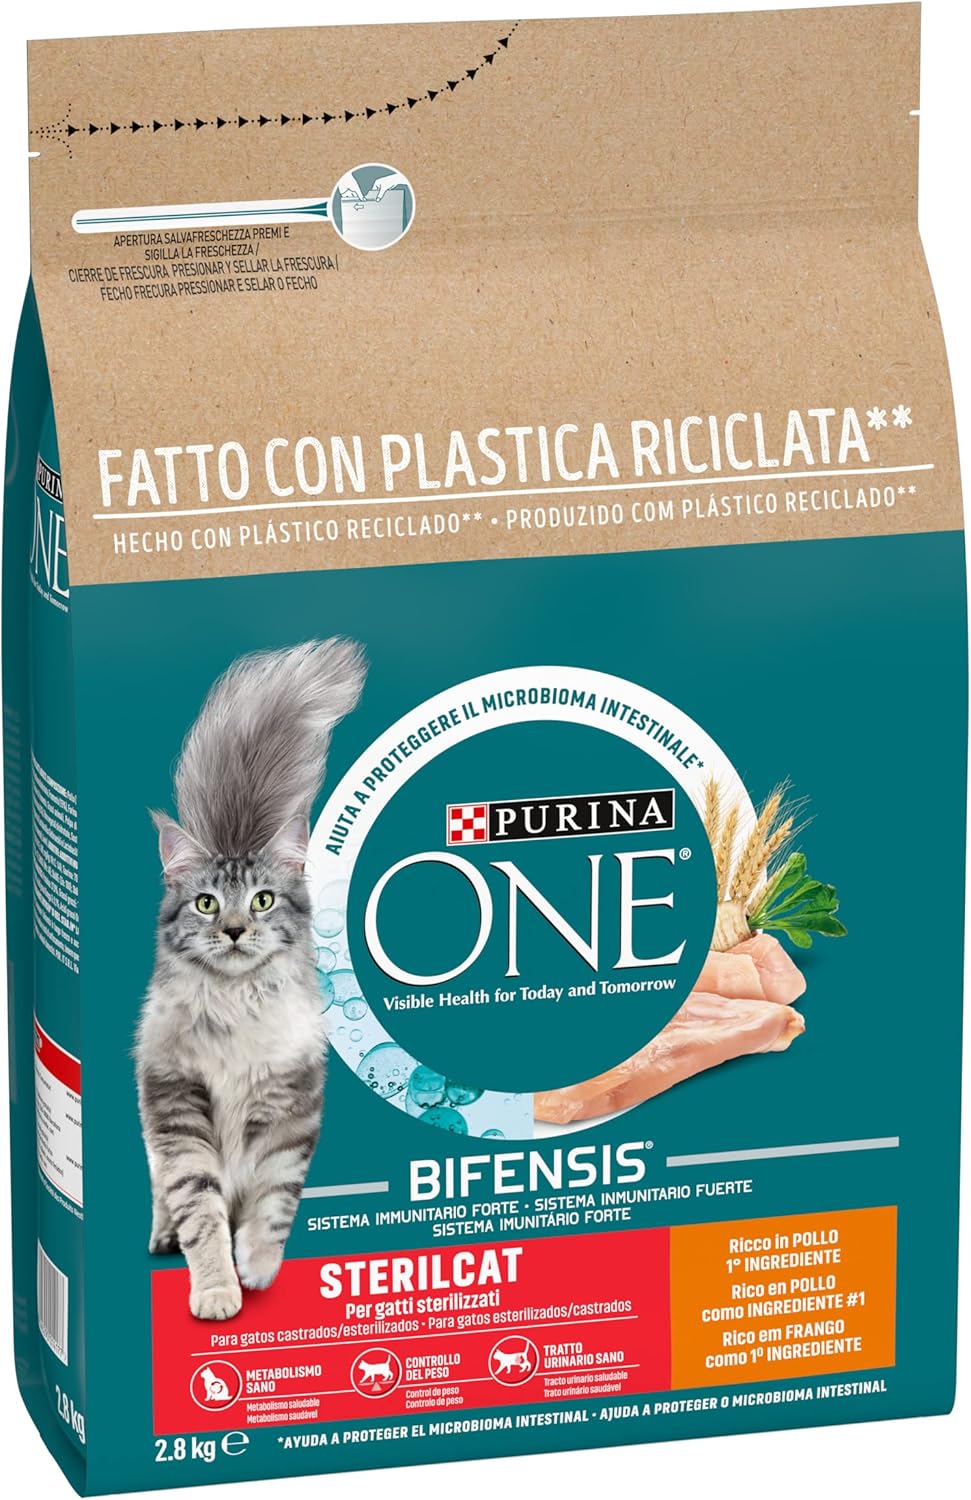 APERTURA SALVAFRESCHEZZA PREMI E
SIGILLA LA FRESCHEZZA /
CIERRE DE FRESCURA PRESIONAR Y SELLAR LA FRESCURA /
FECHO FRECURA PRESSIONAR E SELAR O FECHO
FATTO CON PLASTICA RICICLATA**
HECHO CON PLÁSTICO RECICLADO** • PRODUZIDO COM PLÁSTICO RECICLADO**
PURINA
ONE
AIUTA A PROTEGGERE IL MICROBIOMA INTESTINALE*
PURINA
ONE®
Visible Health for Today and Tomorrow
BIFENSIS®
SISTEMA IMMUNITARIO FORTE • SISTEMA INMUNITARIO FUERTE
SISTEMA IMUNITÁRIO FORTE
STERILCAT
Per gatti sterilizzati
Para gatos castrados/esterilizados • Para gatos esterilizados/castrados
METABOLISMO
SANO
Metabolismo saludable
Metabolismo saudável
CONTROLLO
DEL PESO
Control de peso
Controlo de peso
TRATTO
URINARIO SANO
Tracto urinario saludable
Trato urinário saudável
Ricco in POLLO
1° INGREDIENTE
Rico en POLLO
como INGREDIENTE #1
Rico em FRANGO
como 1º INGREDIENTE
2.8 kg e
*AYUDA A PROTEGER EL MICROBIOMA INTESTINAL • AJUDA A PROTEGER O MICROBIOMA INTESTINAL
2.8 kg